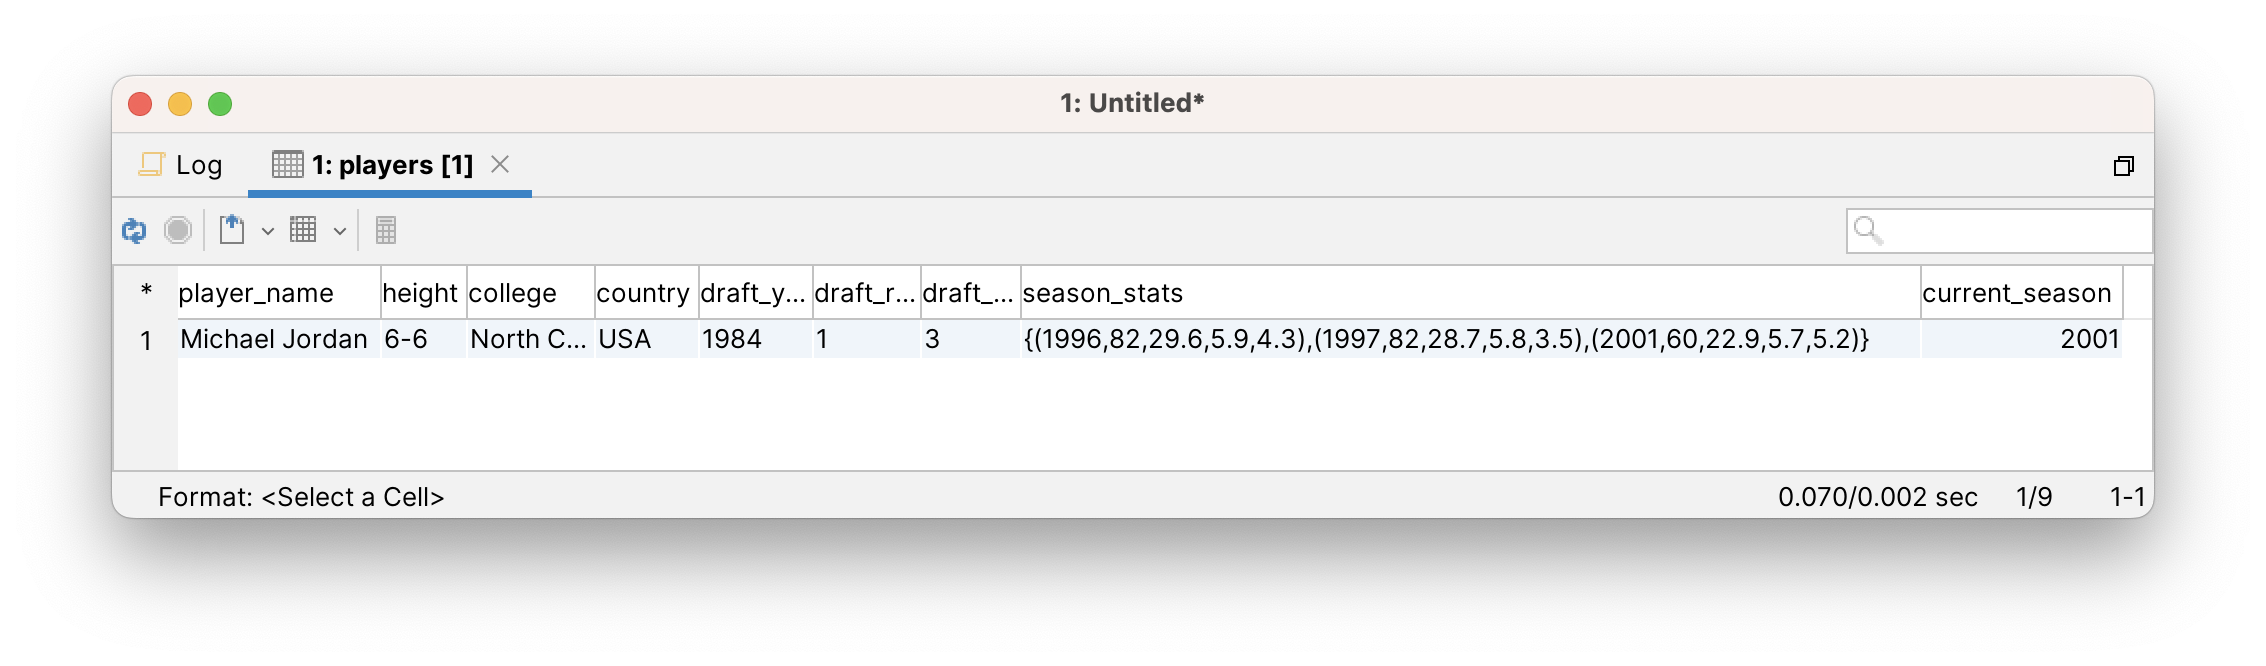 1: Untitled*
Log 1: players [1]
* player_name height college country draft_y... draft_r... draft_... season_stats current_season
1 Michael Jordan 6-6 North C... USA 1984 1 3 {(1996,82,29.6,5.9,4.3),(1997,82,28.7,5.8,3.5),(2001,60,22.9,5.7,5.2)} 2001
Format: <Select a Cell> 0.070/0.002 sec 1/9 1-1